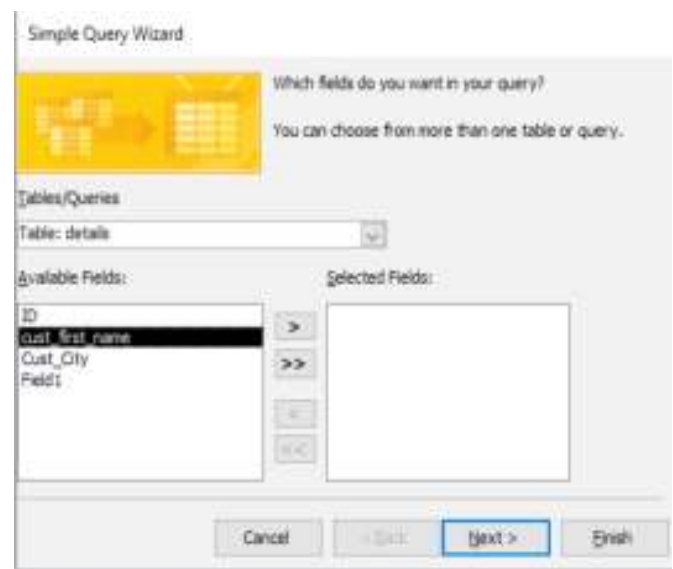 Simple Query Wizard
Which fields do you want in your query?
You can choose from more than one table or query.
Tables/Queries
Table: details
Available Fields:
Selected Fields:
ID
cust_first_name
Cust_City
Field1
>
>>
<
<<
Cancel
< Back
Next >
Finish